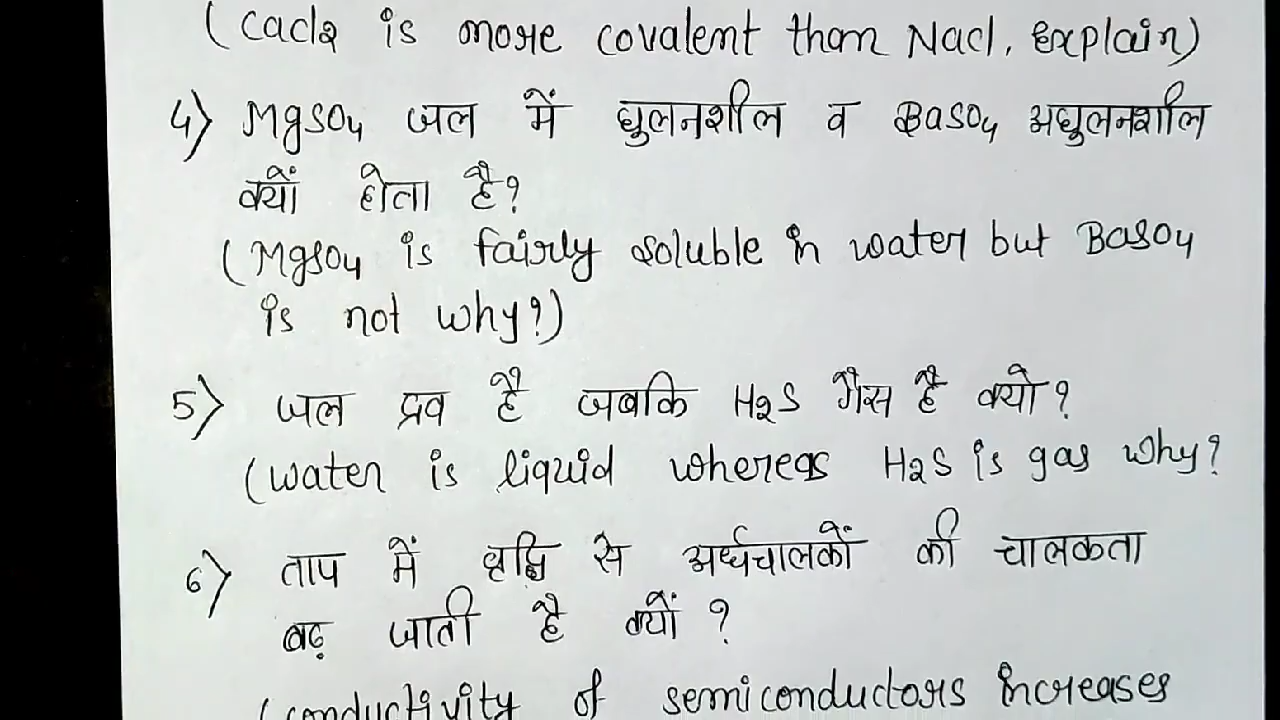 (Cacl2 is more covalent than Nacl, Explain)
4) MgSO4 जल में घुलनशील व BaSO4 अघुलनशील
क्यों होता है?
(MgSO4 is fairly soluble in water but BaSO4
is not why?)
5) जल द्रव है जबकि H2S गैस है क्यो?
(water is liquid whereas H2S is gas why?
6) ताप में वृद्धि से अर्धचालकों की चालकता
बढ़ जाती है क्यों ?
(conductivity of semiconductors increases